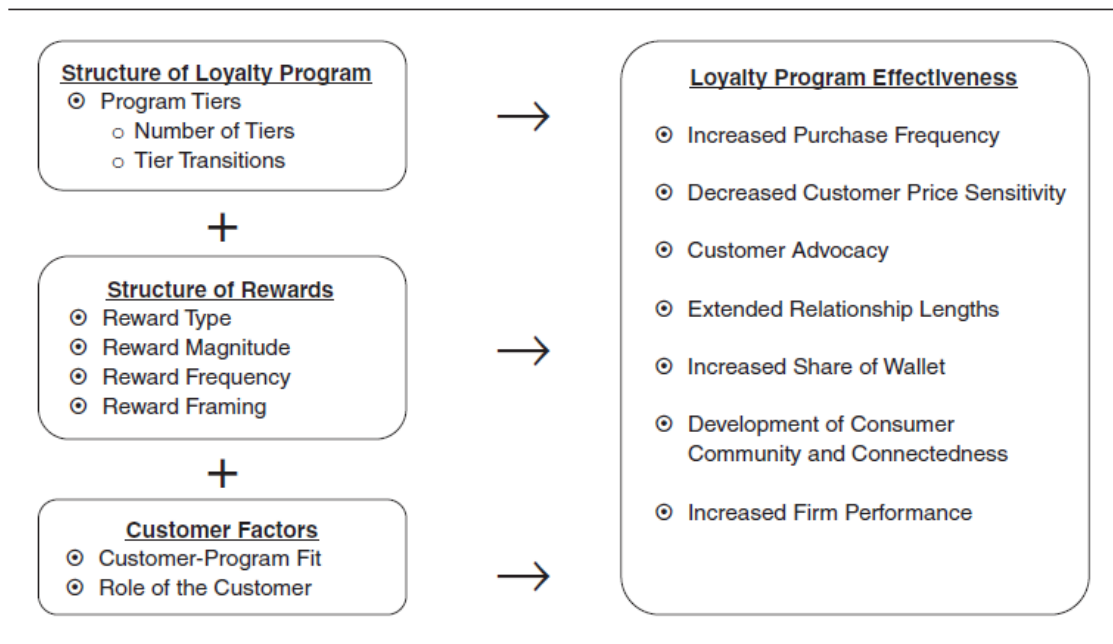 Structure of Loyalty Program
Program Tiers
Number of Tiers
Tier Transitions
+
Structure of Rewards
Reward Type
Reward Magnitude
Reward Frequency
Reward Framing
+
Customer Factors
Customer-Program Fit
Role of the Customer
Loyalty Program Effectiveness
Increased Purchase Frequency
Decreased Customer Price Sensitivity
Customer Advocacy
Extended Relationship Lengths
Increased Share of Wallet
Development of Consumer
Community and Connectedness
Increased Firm Performance